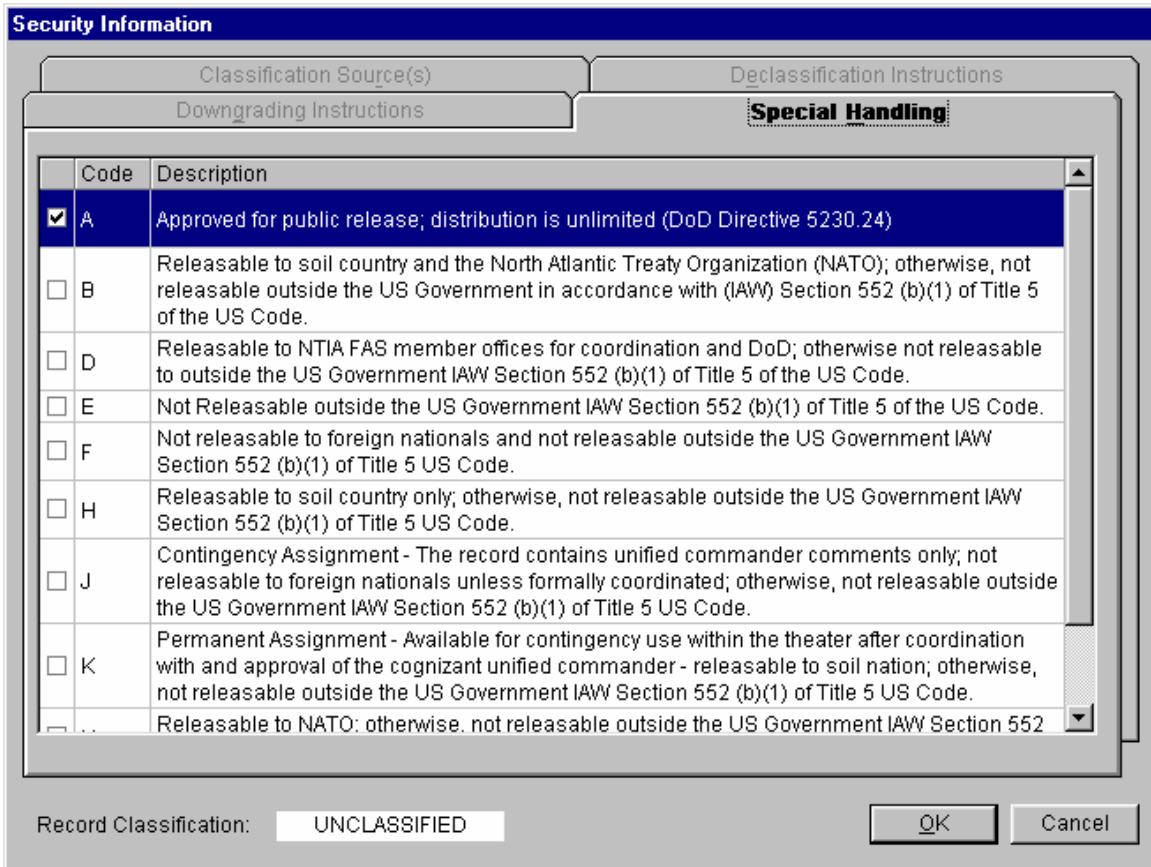 Security Information
Classification Source(s)
Declassification Instructions
Downgrading Instructions
Special Handling
Code Description
A Approved for public release; distribution is unlimited (DoD Directive 5230.24)
Releasable to soil country and the North Atlantic Treaty Organization (NATO); otherwise, not
B releasable outside the US Government in accordance with (IAW) Section 552 (b)(1) of Title 5
of the US Code.
D Releasable to NTIA FAS member offices for coordination and DoD; otherwise not releasable
to outside the US Government IAW Section 552 (b)(1) of Title 5 of the US Code.
E Not Releasable outside the US Government IAW Section 552 (b)(1) of Title 5 of the US Code.
F Not releasable to foreign nationals and not releasable outside the US Government IAW
Section 552 (b)(1) of Title 5 US Code.
H Releasable to soil country only; otherwise, not releasable outside the US Government IAW
Section 552 (b)(1) of Title 5 US Code.
Contingency Assignment - The record contains unified commander comments only; not
J releasable to foreign nationals unless formally coordinated; otherwise, not releasable outside
the US Government IAW Section 552 (b)(1) of Title 5 US Code.
Permanent Assignment - Available for contingency use within the theater after coordination
K with and approval of the cognizant unified commander - releasable to soil nation; otherwise,
not releasable outside the US Government IAW Section 552 (b)(1) of Title 5 US Code.
Releasable to NATO; otherwise, not releasable outside the US Government IAW Section 552
Record Classification: UNCLASSIFIED
OK
Cancel